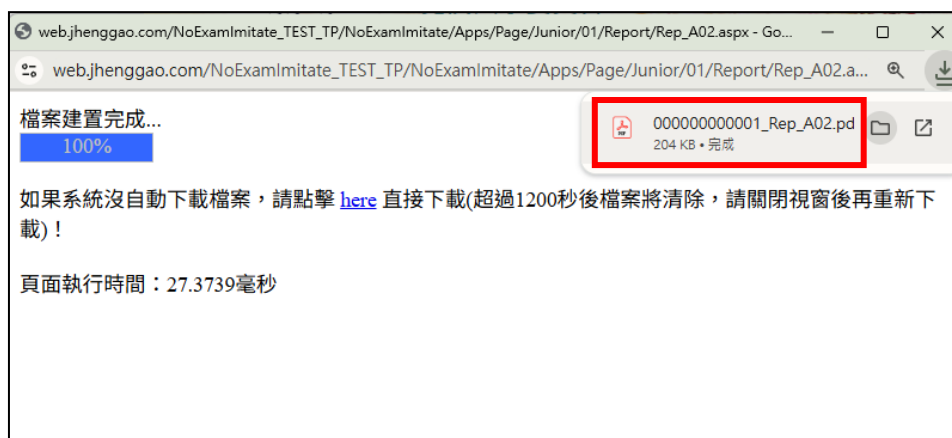 web.jhenggao.com/NoExamImitate_TEST_TP/NoExamImitate/Apps/Page/Junior/01/Report/Rep_A02.aspx - Go...
web.jhenggao.com/NoExamImitate_TEST_TP/NoExamImitate/Apps/Page/Junior/01/Report/Rep_A02.a...
檔案建置完成...
100%
000000000001_Rep_A02.pd
204 KB • 完成
如果系統沒自動下載檔案，請點擊 here 直接下載(超過1200秒後檔案將清除，請關閉視窗後再重新下
載)！
頁面執行時間：27.3739毫秒